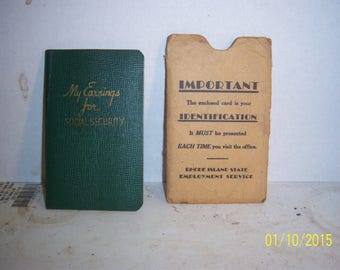 My Earnings
for
SOCIAL SECURITY
IMPORTANT
The enclosed card is your
IDENTIFICATION
It MUST be presented
EACH TIME you visit the office.
RHODE ISLAND STATE
EMPLOYMENT SERVICE
01/10/2015